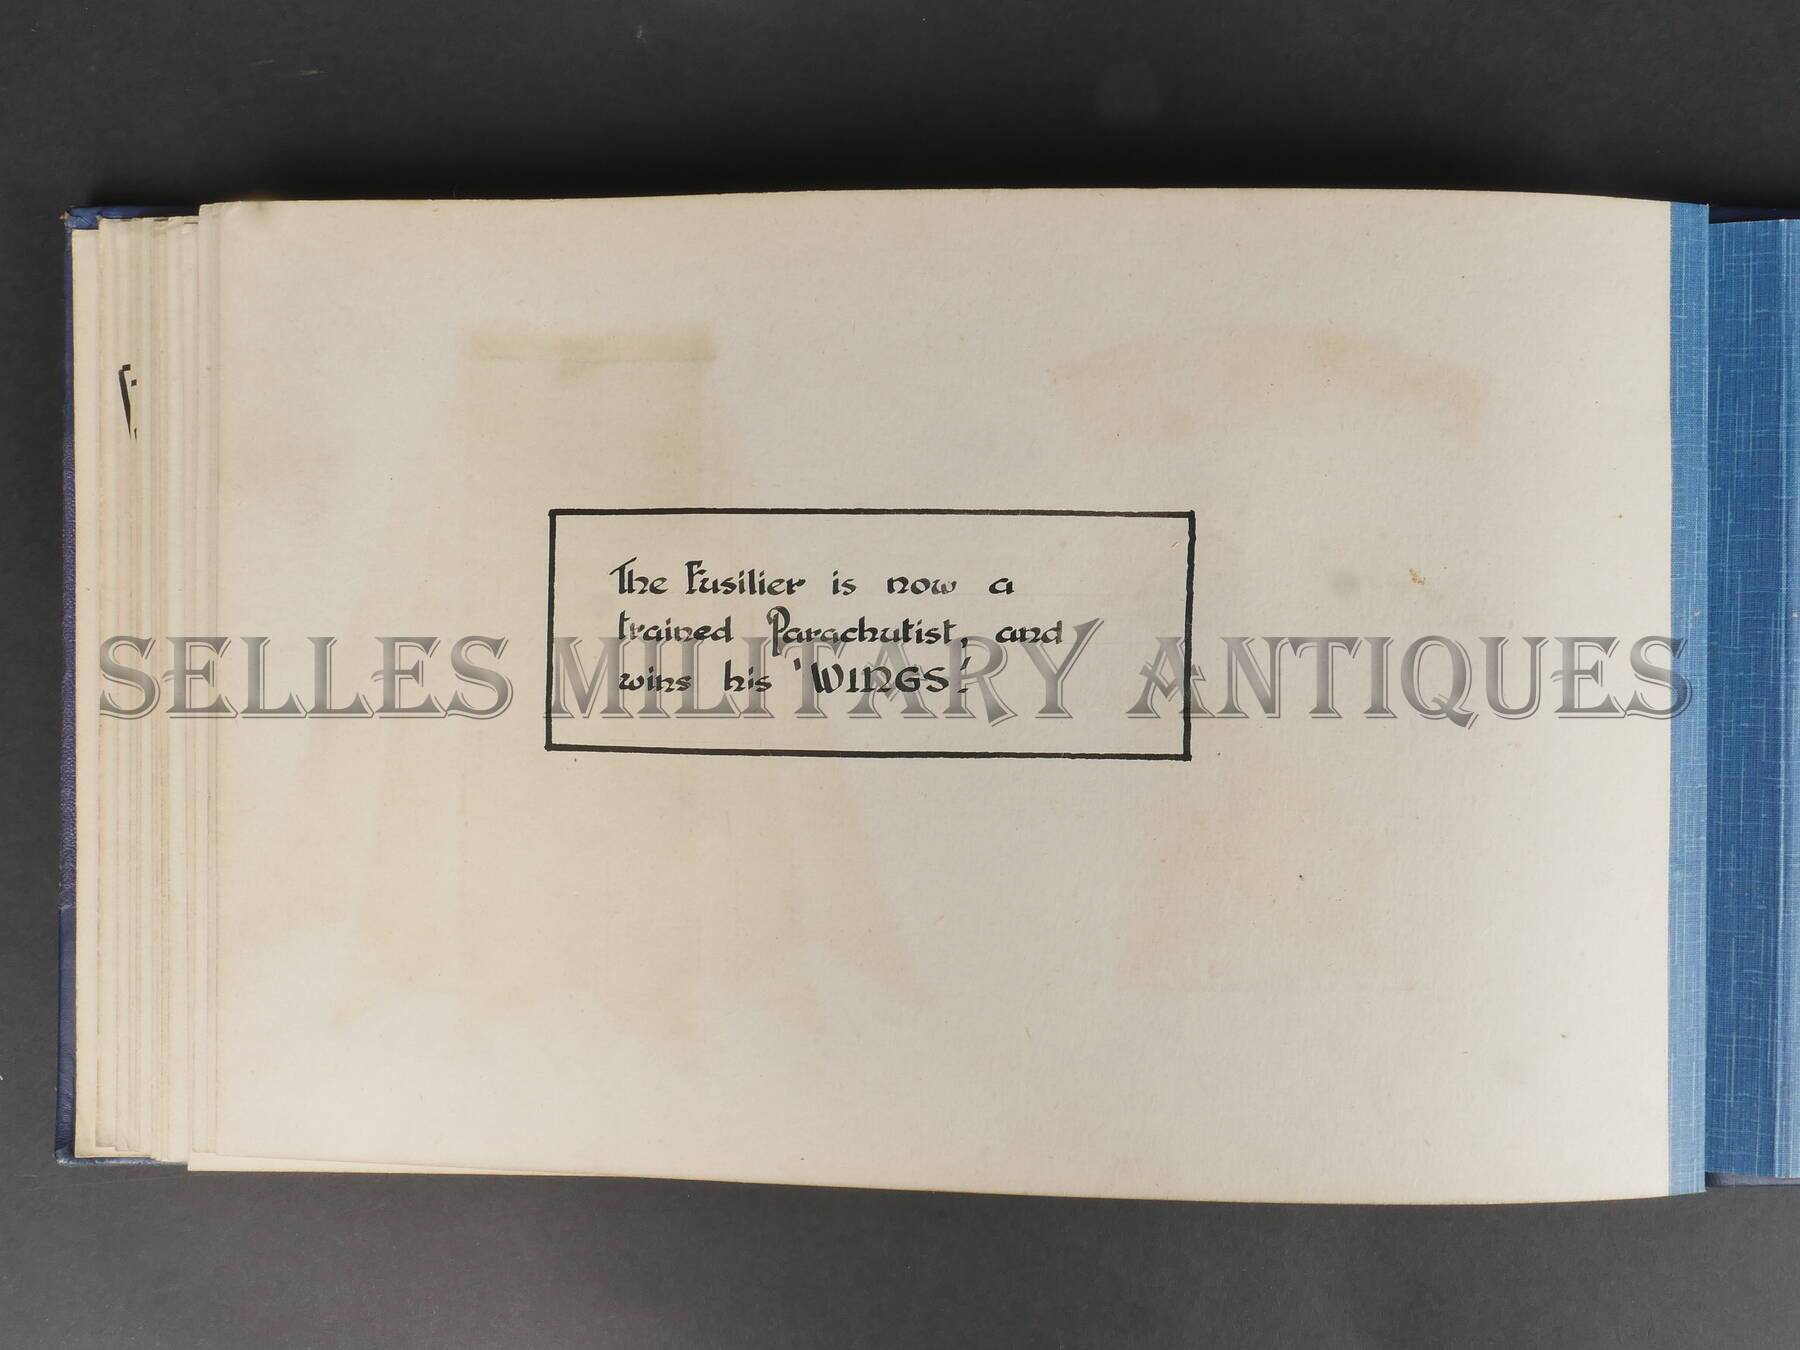 The Fusilier is now a
trained Parachutist, and
wins his 'WINGS'.
SELLES MILITARY ANTIQUES